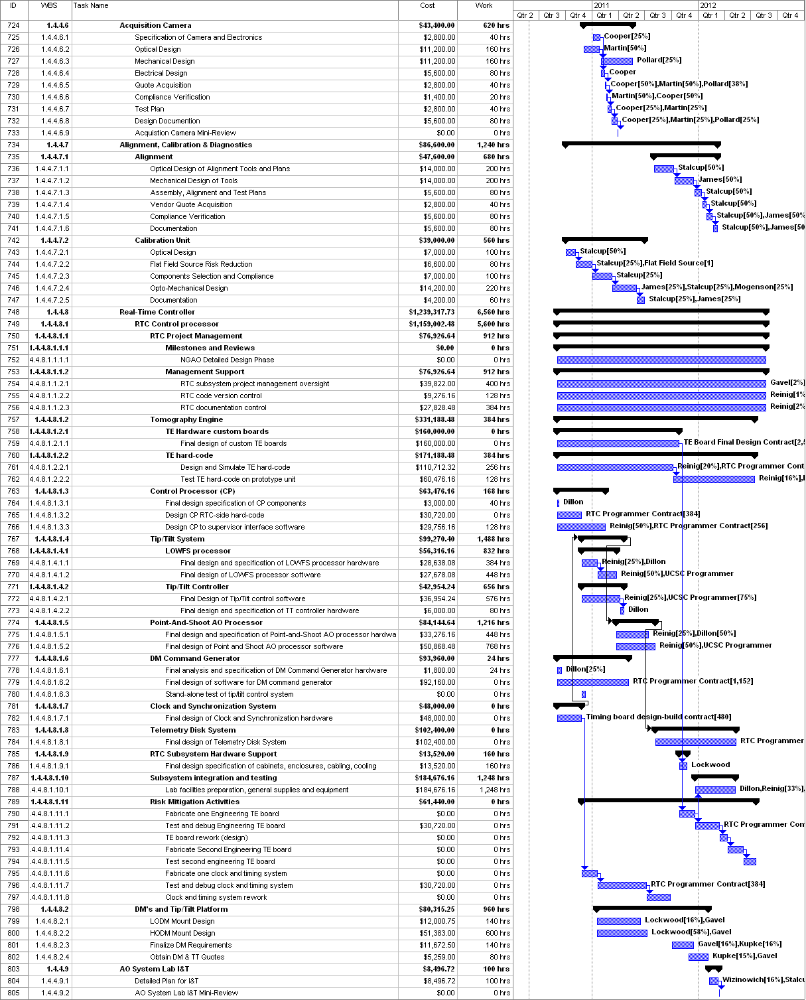 ID WBS Task Name Cost Work 2011 2012
Qtr 2 Qtr 3 Qtr 4 Qtr 1 Qtr 2 Qtr 3 Qtr 4 Qtr 1 Qtr 2 Qtr 3 Qtr 4
724 1.4.4.6 Acquisition Camera $43,400.00 620 hrs
725 1.4.4.6.1 Specification of Camera and Electronics $2,800.00 40 hrs Cooper[25%]
726 1.4.4.6.2 Optical Design $11,200.00 160 hrs Martin[50%]
727 1.4.4.6.3 Mechanical Design $11,200.00 160 hrs Pollard[25%]
728 1.4.4.6.4 Electrical Design $5,600.00 80 hrs Cooper
729 1.4.4.6.5 Quote Acquisition $2,800.00 40 hrs Cooper[50%],Martin[50%],Pollard[38%]
730 1.4.4.6.6 Compliance Verification $1,400.00 20 hrs Martin[50%],Cooper[50%]
731 1.4.4.6.7 Test Plan $2,800.00 40 hrs Cooper[25%],Martin[25%]
732 1.4.4.6.8 Design Documention $5,600.00 80 hrs Cooper[25%],Martin[25%],Pollard[25%]
733 1.4.4.6.9 Acquistion Camera Mini-Review $0.00 0 hrs
734 1.4.4.7 Alignment, Calibration & Diagnostics $86,600.00 1,240 hrs
735 1.4.4.7.1 Alignment $47,600.00 680 hrs
736 1.4.4.7.1.1 Optical Design of Alignment Tools and Plans $14,000.00 200 hrs Stalcup[50%]
737 1.4.4.7.1.2 Mechanical Design of Tools $14,000.00 200 hrs James[50%]
738 1.4.4.7.1.3 Assembly, Alignment and Test Plans $5,600.00 80 hrs Stalcup[50%]
739 1.4.4.7.1.4 Vendor Quote Acquisition $2,800.00 40 hrs Stalcup[50%]
740 1.4.4.7.1.5 Compliance Verification $5,600.00 80 hrs Stalcup[50%],James[50%
741 1.4.4.7.1.6 Documentation $5,600.00 80 hrs Stalcup[50%],James[50
742 1.4.4.7.2 Calibration Unit $39,000.00 560 hrs
743 1.4.4.7.2.1 Optical Design $7,000.00 100 hrs Stalcup[50%]
744 1.4.4.7.2.2 Flat Field Source Risk Reduction $6,600.00 80 hrs Stalcup[25%],Flat Field Source[1]
745 1.4.4.7.2.3 Components Selection and Compliance $7,000.00 100 hrs Stalcup[25%]
746 1.4.4.7.2.4 Opto-Mechanical Design $14,200.00 220 hrs James[25%],Stalcup[25%],Mogenson[25%]
747 1.4.4.7.2.5 Documentation $4,200.00 60 hrs Stalcup[25%],James[25%]
748 1.4.4.8 Real-Time Controller $1,239,317.73 6,560 hrs
749 1.4.4.8.1 RTC Control processor $1,159,002.48 5,600 hrs
750 1.4.4.8.1.1 RTC Project Management $76,926.64 912 hrs
751 1.4.4.8.1.1.1 Milestones and Reviews $0.00 0 hrs
752 4.4.8.1.1.1.1 NGAO Detailed Design Phase $0.00 0 hrs
753 1.4.4.8.1.1.2 Management Support $76,926.64 912 hrs
754 4.4.8.1.1.2.1 RTC subsystem project management oversight $39,822.00 400 hrs Gavel[2%]
755 4.4.8.1.1.2.2 RTC code version control $9,276.16 128 hrs Reinig[1%
756 4.4.8.1.1.2.3 RTC documentation control $27,828.48 384 hrs Reinig[2%
757 1.4.4.8.1.2 Tomography Engine $331,188.48 384 hrs
758 1.4.4.8.1.2.1 TE Hardware custom boards $160,000.00 0 hrs
759 4.4.8.1.2.1.1 Final design of custom TE boards $160,000.00 0 hrs TE Board Final Design Contract[2,5
760 1.4.4.8.1.2.2 TE hard-code $171,188.48 384 hrs
761 4.4.8.1.2.2.1 Design and Simulate TE hard-code $110,712.32 256 hrs Reinig[20%],RTC Programmer Cont
762 4.4.8.1.2.2.2 Test TE hard-code on prototype unit $60,476.16 128 hrs Reinig[16%],
763 1.4.4.8.1.3 Control Processor (CP) $63,476.16 168 hrs
764 1.4.4.8.1.3.1 Final design specification of CP components $3,000.00 40 hrs Dillon
765 1.4.4.8.1.3.2 Design CP RTC-side hard-code $30,720.00 0 hrs RTC Programmer Contract[384]
766 1.4.4.8.1.3.3 Design CP to supervisor interface software $29,756.16 128 hrs Reinig[50%],RTC Programmer Contract[256]
767 1.4.4.8.1.4 Tip/Tilt System $99,270.40 1,488 hrs
768 1.4.4.8.1.4.1 LOWFS processor $56,316.16 832 hrs
769 4.4.8.1.4.1.1 Final design and specification of LOWFS processor hardware $28,638.08 384 hrs Reinig[25%],Dillon
770 4.4.8.1.4.1.2 Final design of LOWFS processor software $27,678.08 448 hrs Reinig[50%],UCSC Programmer
771 1.4.4.8.1.4.2 Tip/Tilt Controller $42,954.24 656 hrs
772 4.4.8.1.4.2.1 Final Design of Tip/Tilt control software $36,954.24 576 hrs Reinig[25%],UCSC Programmer[75%]
773 4.4.8.1.4.2.2 Final design and specification of TT controller hardware $6,000.00 80 hrs Dillon
774 1.4.4.8.1.5 Point-And-Shoot AO Processor $84,144.64 1,216 hrs
775 1.4.4.8.1.5.1 Final design and specification of Point-and-Shoot AO processor hardwa $33,276.16 448 hrs Reinig[25%],Dillon[50%]
776 1.4.4.8.1.5.2 Final design of Point and Shoot AO processor software $50,868.48 768 hrs Reinig[50%],UCSC Programmer
777 1.4.4.8.1.6 DM Command Generator $93,960.00 24 hrs
778 1.4.4.8.1.6.1 Final analysis and specification of DM Command Generator hardware $1,800.00 24 hrs Dillon[25%]
779 1.4.4.8.1.6.2 Final design of software for DM command generator $92,160.00 0 hrs RTC Programmer Contract[1,152]
780 1.4.4.8.1.6.3 Stand-alone test of tip/tilt control system $0.00 0 hrs
781 1.4.4.8.1.7 Clock and Synchronization System $48,000.00 0 hrs
782 1.4.4.8.1.7.1 Final design of Clock and Synchronization hardware $48,000.00 0 hrs Timing board design-build contract[480]
783 1.4.4.8.1.8 Telemetry Disk System $102,400.00 0 hrs
784 1.4.4.8.1.8.1 Final design of Telemetry Disk System $102,400.00 0 hrs RTC Programmer
785 1.4.4.8.1.9 RTC Subsystem Hardware Support $13,520.00 160 hrs
786 1.4.4.8.1.9.1 Final design specification of cabinets, enclosures, cabling, cooling $13,520.00 160 hrs Lockwood
787 1.4.4.8.1.10 Subsystem integration and testing $184,676.16 1,248 hrs
788 .4.4.8.1.10.1 Lab facilities preparation, general supplies and equipment $184,676.16 1,248 hrs Dillon,Reinig[33%],
789 1.4.4.8.1.11 Risk Mitigation Activities $61,440.00 0 hrs
790 .4.4.8.1.11.1 Fabricate one Engineering TE board $0.00 0 hrs
791 .4.4.8.1.11.2 Test and debug Engineering TE board $30,720.00 0 hrs RTC Programmer Con
792 .4.4.8.1.11.3 TE board rework (design) $0.00 0 hrs
793 .4.4.8.1.11.4 Fabricate Second Engineering TE board $0.00 0 hrs
794 .4.4.8.1.11.5 Test second engineering TE board $0.00 0 hrs
795 .4.4.8.1.11.6 Fabricate one clock and timing system $0.00 0 hrs
796 .4.4.8.1.11.7 Test and debug clock and timing system $30,720.00 0 hrs RTC Programmer Contract[384]
797 .4.4.8.1.11.8 Clock and timing system rework $0.00 0 hrs
798 1.4.4.8.2 DM's and Tip/Tilt Platform $80,315.25 960 hrs
799 1.4.4.8.2.1 LODM Mount Design $12,000.75 140 hrs Lockwood[16%],Gavel
800 1.4.4.8.2.2 HODM Mount Design $51,383.00 600 hrs Lockwood[58%],Gavel
801 1.4.4.8.2.3 Finalize DM Requirements $11,672.50 140 hrs Gavel[16%],Kupke[16%]
802 1.4.4.8.2.4 Obtain DM & TT Quotes $5,259.00 80 hrs Kupke[15%],Gavel
803 1.4.4.9 AO System Lab I&T $8,496.72 100 hrs
804 1.4.4.9.1 Detailed Plan for I&T $8,496.72 100 hrs Wizinowich[16%],Stalcu
805 1.4.4.9.2 AO System Lab I&T Mini-Review $0.00 0 hrs